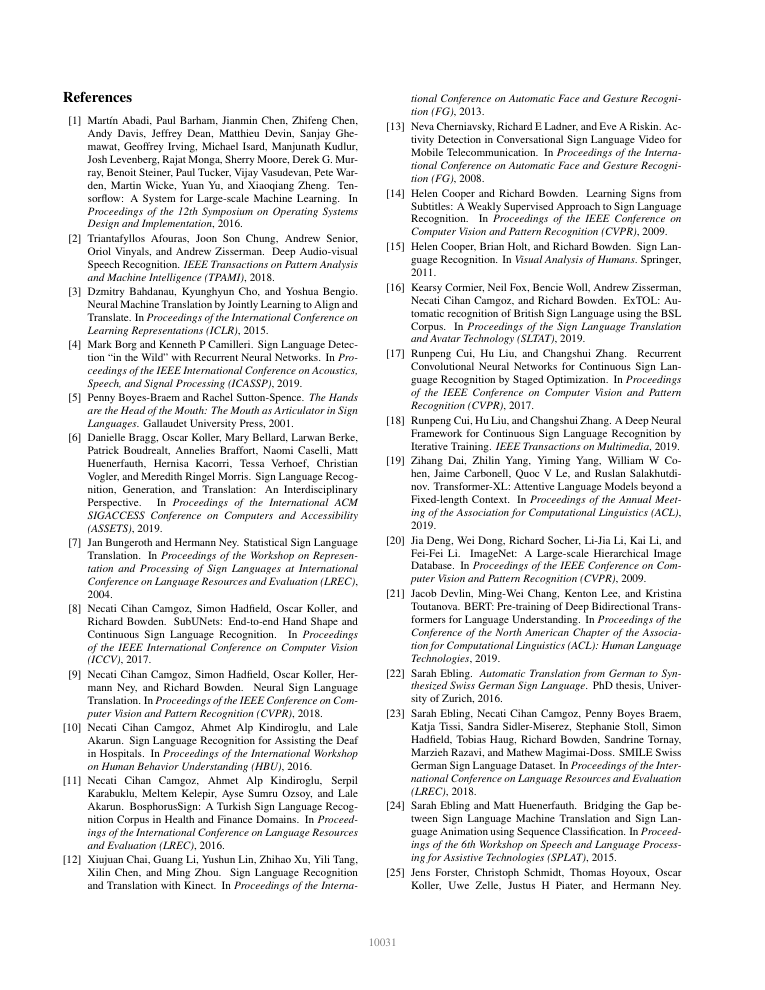 References
[1] Martín Abadi, Paul Barham, Jianmin Chen, Zhifeng Chen,
Andy Davis, Jeffrey Dean, Matthieu Devin, Sanjay Ghe-
mawat, Geoffrey Irving, Michael Isard, Manjunath Kudlur,
Josh Levenberg, Rajat Monga, Sherry Moore, Derek G. Mur-
ray, Benoit Steiner, Paul Tucker, Vijay Vasudevan, Pete War-
den, Martin Wicke, Yuan Yu, and Xiaoqiang Zheng. Ten-
sorflow: A System for Large-scale Machine Learning. In
Proceedings of the 12th Symposium on Operating Systems
Design and Implementation, 2016.
[2] Triantafyllos Afouras, Joon Son Chung, Andrew Senior,
Oriol Vinyals, and Andrew Zisserman. Deep Audio-visual
Speech Recognition. IEEE Transactions on Pattern Analysis
and Machine Intelligence (TPAMI), 2018.
[3] Dzmitry Bahdanau, Kyunghyun Cho, and Yoshua Bengio.
Neural Machine Translation by Jointly Learning to Align and
Translate. In Proceedings of the International Conference on
Learning Representations (ICLR), 2015.
[4] Mark Borg and Kenneth P Camilleri. Sign Language Detec-
tion “in the Wild” with Recurrent Neural Networks. In Pro-
ceedings of the IEEE International Conference on Acoustics,
Speech, and Signal Processing (ICASSP), 2019.
[5] Penny Boyes-Braem and Rachel Sutton-Spence. The Hands
are the Head of the Mouth: The Mouth as Articulator in Sign
Languages. Gallaudet University Press, 2001.
[6] Danielle Bragg, Oscar Koller, Mary Bellard, Larwan Berke,
Patrick Boudrealt, Annelies Braffort, Naomi Caselli, Matt
Huenerfauth, Hernisa Kacorri, Tessa Verhoef, Christian
Vogler, and Meredith Ringel Morris. Sign Language Recog-
nition, Generation, and Translation: An Interdisciplinary
Perspective. In Proceedings of the International ACM
SIGACCESS Conference on Computers and Accessibility
(ASSETS), 2019.
[7] Jan Bungeroth and Hermann Ney. Statistical Sign Language
Translation. In Proceedings of the Workshop on Represen-
tation and Processing of Sign Languages at International
Conference on Language Resources and Evaluation (LREC),
2004.
[8] Necati Cihan Camgoz, Simon Hadfield, Oscar Koller, and
Richard Bowden. SubUNets: End-to-end Hand Shape and
Continuous Sign Language Recognition. In Proceedings
of the IEEE International Conference on Computer Vision
(ICCV), 2017.
[9] Necati Cihan Camgoz, Simon Hadfield, Oscar Koller, Her-
mann Ney, and Richard Bowden. Neural Sign Language
Translation. In Proceedings of the IEEE Conference on Com-
puter Vision and Pattern Recognition (CVPR), 2018.
[10] Necati Cihan Camgoz, Ahmet Alp Kindiroglu, and Lale
Akarun. Sign Language Recognition for Assisting the Deaf
in Hospitals. In Proceedings of the International Workshop
on Human Behavior Understanding (HBU), 2016.
[11] Necati Cihan Camgoz, Ahmet Alp Kindiroglu, Serpil
Karabuklu, Meltem Kelepir, Ayse Sumru Ozsoy, and Lale
Akarun. BosphorusSign: A Turkish Sign Language Recog-
nition Corpus in Health and Finance Domains. In Proceed-
ings of the International Conference on Language Resources
and Evaluation (LREC), 2016.
[12] Xiujuan Chai, Guang Li, Yushun Lin, Zhihao Xu, Yili Tang,
Xilin Chen, and Ming Zhou. Sign Language Recognition
and Translation with Kinect. In Proceedings of the Interna-
tional Conference on Automatic Face and Gesture Recogni-
tion (FG), 2013.
[13] Neva Cherniavsky, Richard E Ladner, and Eve A Riskin. Ac-
tivity Detection in Conversational Sign Language Video for
Mobile Telecommunication. In Proceedings of the Interna-
tional Conference on Automatic Face and Gesture Recogni-
tion (FG), 2008.
[14] Helen Cooper and Richard Bowden. Learning Signs from
Subtitles: A Weakly Supervised Approach to Sign Language
Recognition. In Proceedings of the IEEE Conference on
Computer Vision and Pattern Recognition (CVPR), 2009.
[15] Helen Cooper, Brian Holt, and Richard Bowden. Sign Lan-
guage Recognition. In Visual Analysis of Humans. Springer,
2011.
[16] Kearsy Cormier, Neil Fox, Bencie Woll, Andrew Zisserman,
Necati Cihan Camgoz, and Richard Bowden. ExTOL: Au-
tomatic recognition of British Sign Language using the BSL
Corpus. In Proceedings of the Sign Language Translation
and Avatar Technology (SLTAT), 2019.
[17] Runpeng Cui, Hu Liu, and Changshui Zhang. Recurrent
Convolutional Neural Networks for Continuous Sign Lan-
guage Recognition by Staged Optimization. In Proceedings
of the IEEE Conference on Computer Vision and Pattern
Recognition (CVPR), 2017.
[18] Runpeng Cui, Hu Liu, and Changshui Zhang. A Deep Neural
Framework for Continuous Sign Language Recognition by
Iterative Training. IEEE Transactions on Multimedia, 2019.
[19] Zihang Dai, Zhilin Yang, Yiming Yang, William W Co-
hen, Jaime Carbonell, Quoc V Le, and Ruslan Salakhutdi-
nov. Transformer-XL: Attentive Language Models beyond a
Fixed-length Context. In Proceedings of the Annual Meet-
ing of the Association for Computational Linguistics (ACL),
2019.
[20] Jia Deng, Wei Dong, Richard Socher, Li-Jia Li, Kai Li, and
Fei-Fei Li. ImageNet: A Large-scale Hierarchical Image
Database. In Proceedings of the IEEE Conference on Com-
puter Vision and Pattern Recognition (CVPR), 2009.
[21] Jacob Devlin, Ming-Wei Chang, Kenton Lee, and Kristina
Toutanova. BERT: Pre-training of Deep Bidirectional Trans-
formers for Language Understanding. In Proceedings of the
Conference of the North American Chapter of the Associa-
tion for Computational Linguistics (ACL): Human Language
Technologies, 2019.
[22] Sarah Ebling. Automatic Translation from German to Syn-
thesized Swiss German Sign Language. PhD thesis, Univer-
sity of Zurich, 2016.
[23] Sarah Ebling, Necati Cihan Camgoz, Penny Boyes Braem,
Katja Tissi, Sandra Sidler-Miserez, Stephanie Stoll, Simon
Hadfield, Tobias Haug, Richard Bowden, Sandrine Tornay,
Marzieh Razavi, and Mathew Magimai-Doss. SMILE Swiss
German Sign Language Dataset. In Proceedings of the Inter-
national Conference on Language Resources and Evaluation
(LREC), 2018.
[24] Sarah Ebling and Matt Huenerfauth. Bridging the Gap be-
tween Sign Language Machine Translation and Sign Lan-
guage Animation using Sequence Classification. In Proceed-
ings of the 6th Workshop on Speech and Language Process-
ing for Assistive Technologies (SPLAT), 2015.
[25] Jens Forster, Christoph Schmidt, Thomas Hoyoux, Oscar
Koller, Uwe Zelle, Justus H Piater, and Hermann Ney.
10031